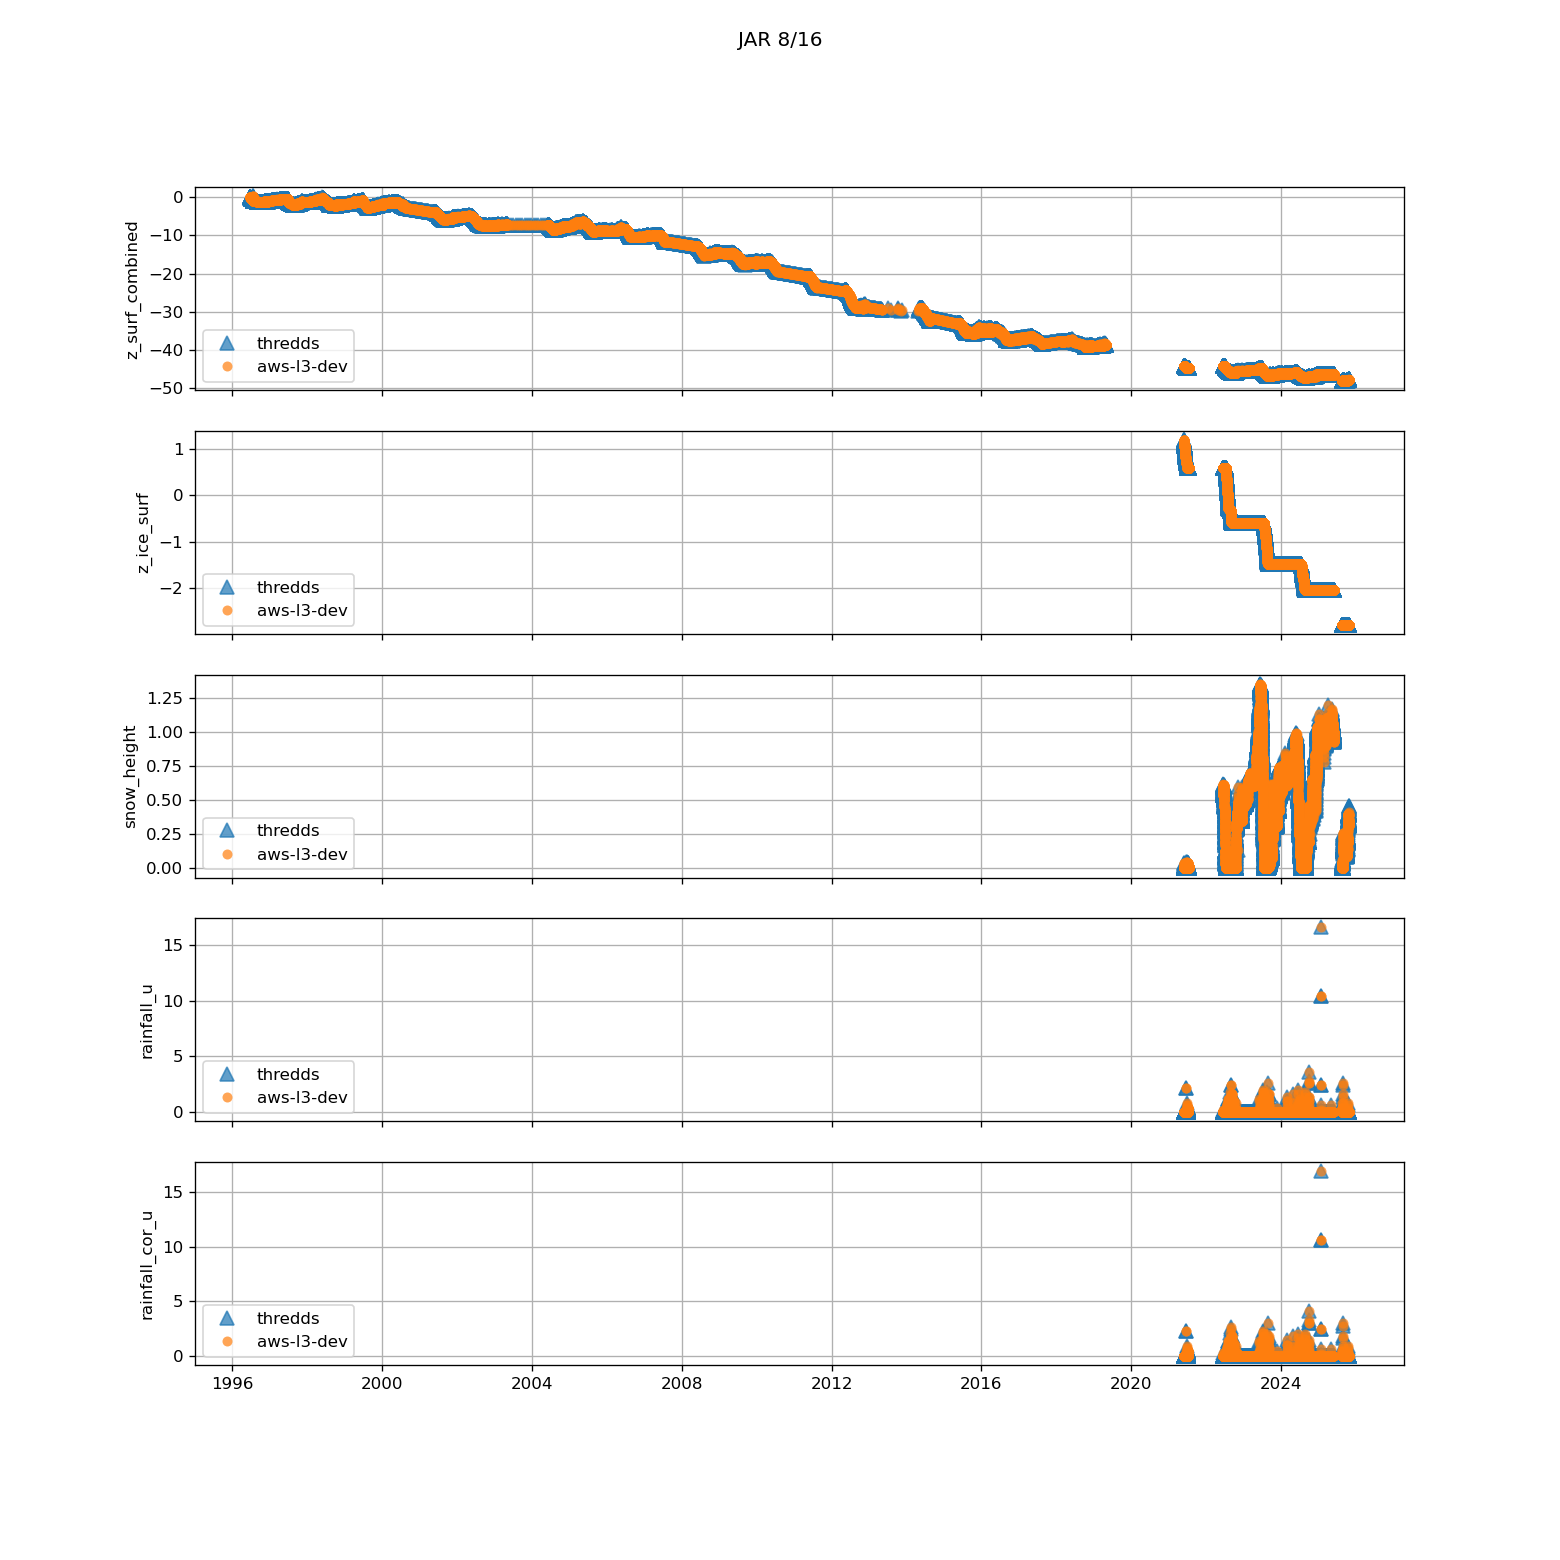 JAR 8/16
0
−10
−20
−30
−40
−50
z_surf_combined
thredds
aws-l3-dev
1
0
−1
−2
z_ice_surf
thredds
aws-l3-dev
1.25
1.00
0.75
0.50
0.25
0.00
snow_height
thredds
aws-l3-dev
15
10
5
0
rainfall_u
thredds
aws-l3-dev
15
10
5
0
rainfall_cor_u
thredds
aws-l3-dev
1996 2000 2004 2008 2012 2016 2020 2024